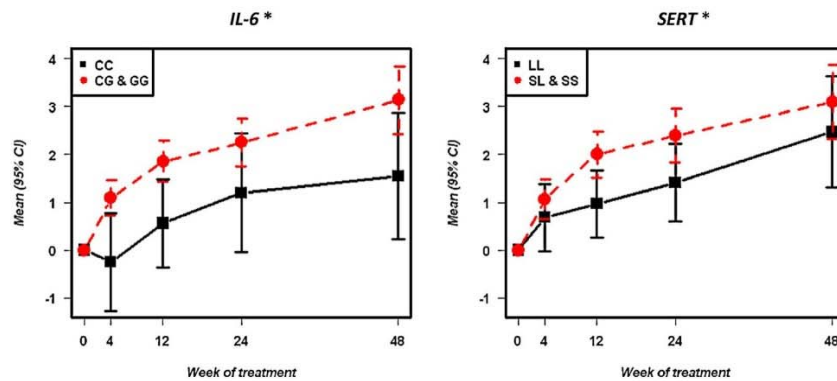 IL-6 *
4
3
2
1
0
-1
Mean (95% CI)
CC
CG & GG
0 4 12 24 48
Week of treatment
SERT *
4
3
2
1
0
-1
Mean (95% CI)
LL
SL & SS
0 4 12 24 48
Week of treatment